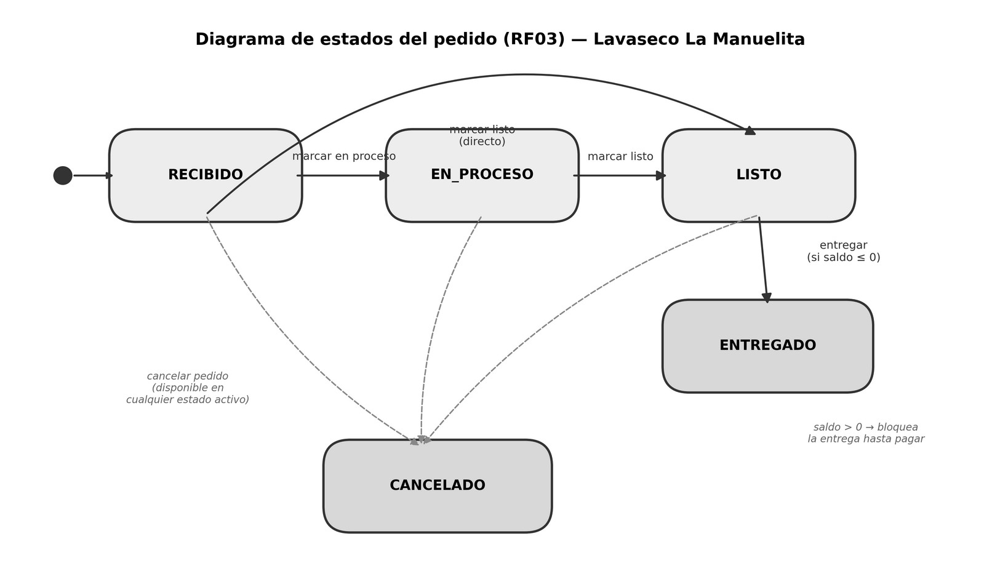 Diagrama de estados del pedido (RF03) — Lavaseco La Manuelita
marcar listo
(directo)
marcar en proceso
marcar listo
RECIBIDO
EN_PROCESO
LISTO
entregar
(si saldo ≤ 0)
ENTREGADO
cancelar pedido
(disponible en
cualquier estado activo)
saldo > 0 → bloquea
la entrega hasta pagar
CANCELADO